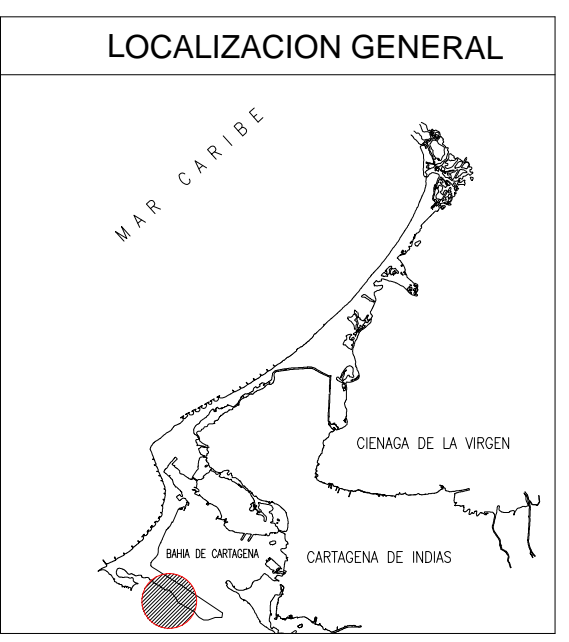 LOCALIZACION GENERAL
MAR CARIBE
CIENAGA DE LA VIRGEN
BAHIA DE CARTAGENA
CARTAGENA DE INDIAS